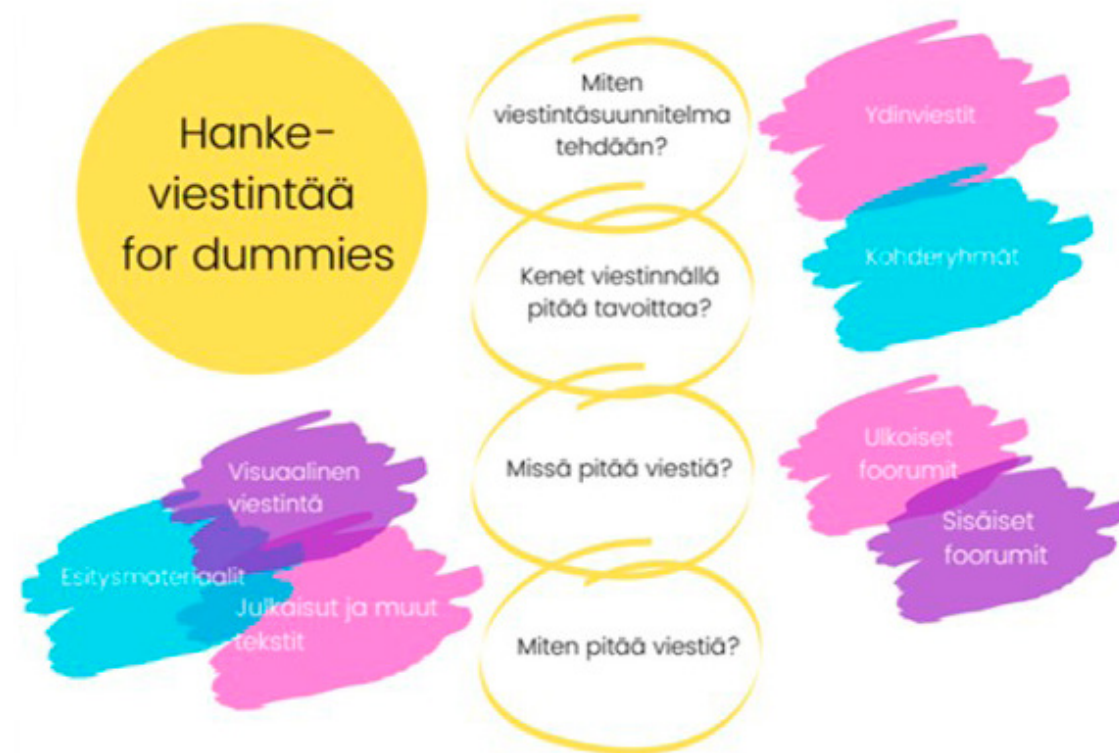 Hanke-
viestintää
for dummies
Miten
viestintäsuunnitelma
tehdään?
Kenet viestinnällä
pitää tavoittaa?
Missä pitää viestiä?
Miten pitää viestiä?
Ydinviestit
Kohderyhmät
Ulkoiset
foorumit
Sisäiset
foorumit
Visuaalinen
viestintä
Esitysmateriaalit
Julkaisut ja muut
tekstit